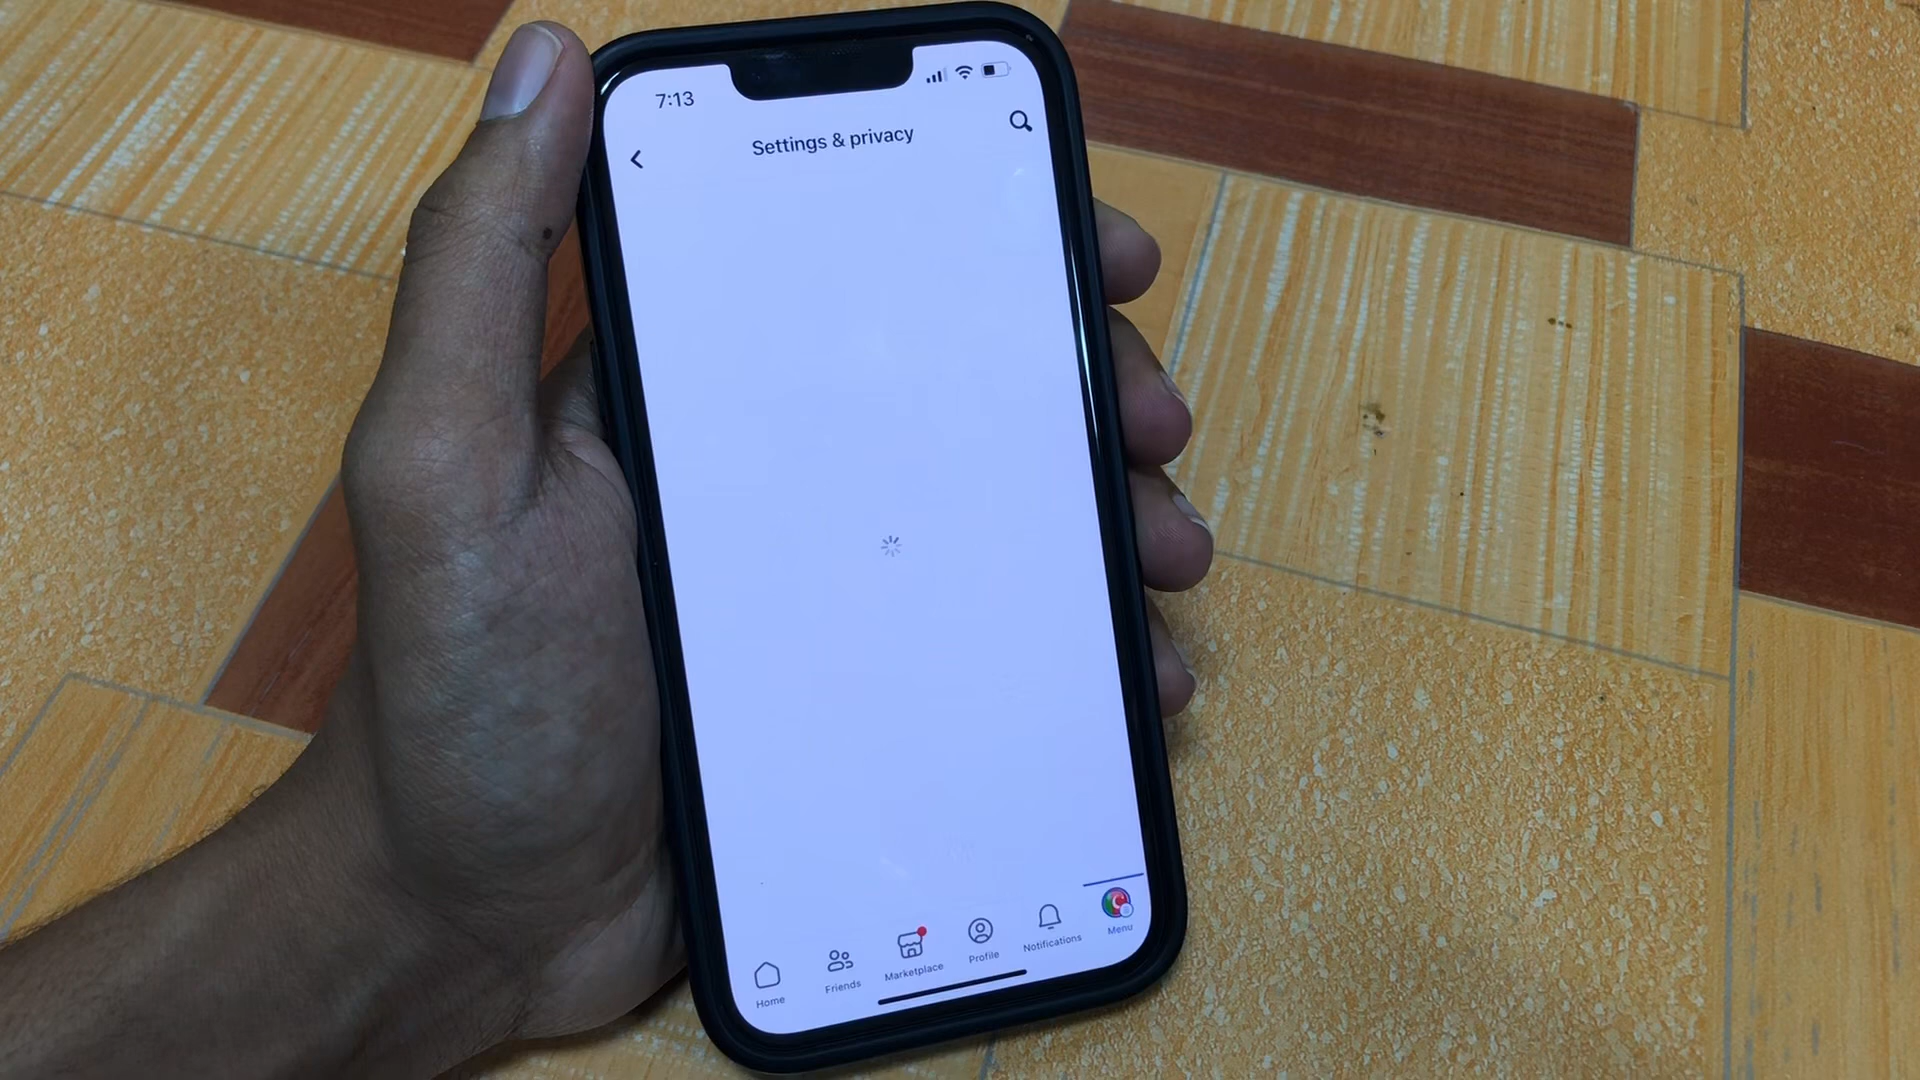 7:13
Settings & privacy
Home
Friends
Marketplace
Profile
Notifications
Menu